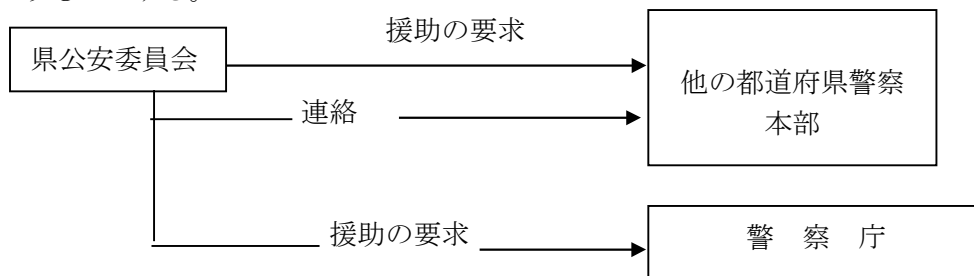 援助の要求
県公安委員会
他の都道府県警察
本部
連絡
援助の要求
警 察 庁